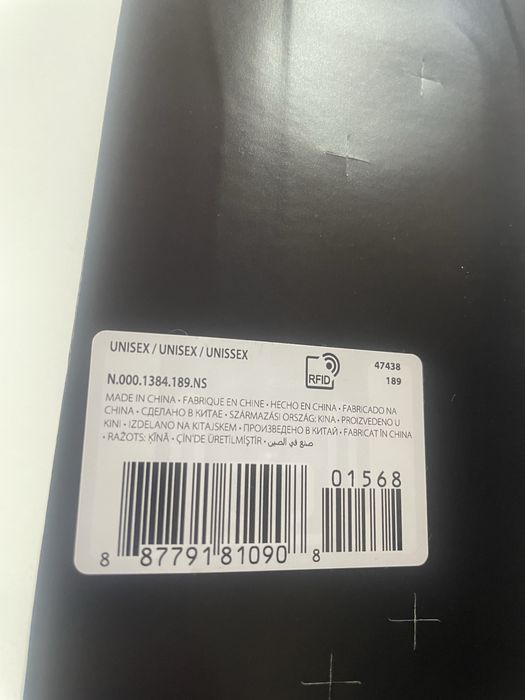 UNISEX / UNISEX / UNISSEX
RFID
47438
N.000.1384.189.NS
189
MADE IN CHINA • FABRIQUE EN CHINE • HECHO EN CHINA • FABRICADO NA
CHINA • СДЕЛАНО В КИТАЕ • SZÁRMAZÁSI ORSZÁG: KINA • PROIZVEDENO U
KINI • IZDELANO NA KITAJSKEM • ПРОИЗВЕДЕНО В КИТАЙ • FABRICAT ÎN CHINA
• RAŽOTS: ĶĪNĀ • ÇİN'DE ÜRETİLMİŞTİR • صنع في الصين
01568
8 87791 81090 8